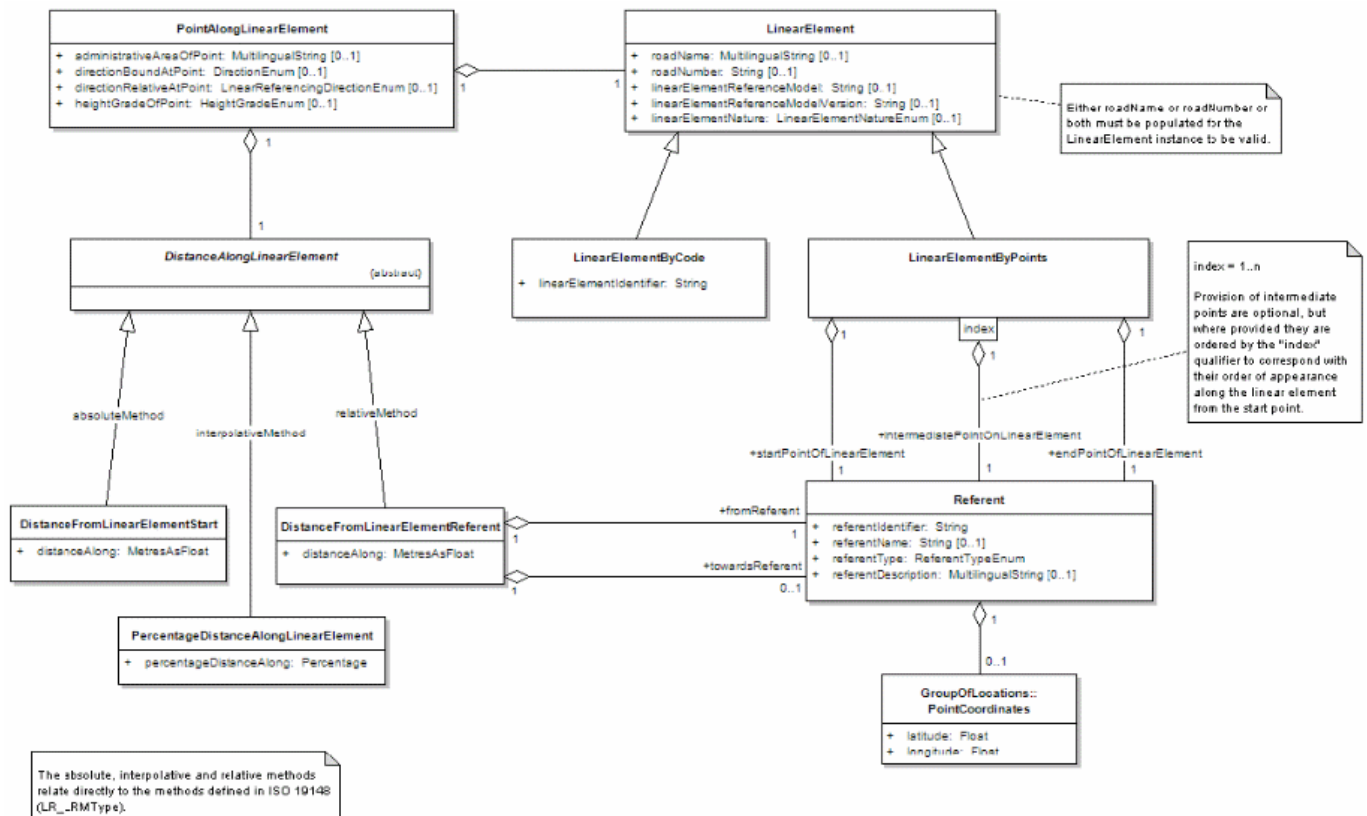 PointAlongLinearElement
+ administrativeAreaOfPoint: MultilingualString [0..1]
+ directionBoundAtPoint: DirectionEnum [0..1]
+ directionRelativeAtPoint: LinearReferencingDirectionEnum [0..1]
+ heightGradeOfPoint: HeightGradeEnum [0..1]
LinearElement
+ roadName: MultilingualString [0..1]
+ roadNumber: String [0..1]
+ linearElementReferenceModel: String [0..1]
+ linearElementReferenceModelVersion: String [0..1]
+ linearElementNature: LinearElementNatureEnum [0..1]
1
1
Either roadName or roadNumber or
both must be populated for the
LinearElement instance to be valid.
1
1
DistanceAlongLinearElement
{abstract}
LinearElementByCode
+ linearElementIdentifier: String
LinearElementByPoints
index
1
1
1
index = 1..n
Provision of intermediate
points are optional, but
where provided they are
ordered by the "index"
qualifier to correspond with
their order of appearance
along the linear element
from the start point.
absoluteMethod
interpolativeMethod
relativeMethod
+intermediatePointOnLinearElement
+startPointOfLinearElement
+endPointOfLinearElement
1
1
1
DistanceFromLinearElementStart
+ distanceAlong: MetresAsFloat
DistanceFromLinearElementReferent
+ distanceAlong: MetresAsFloat
+fromReferent
1
1
+towardsReferent
1
0..1
Referent
+ referentIdentifier: String
+ referentName: String [0..1]
+ referentType: ReferentTypeEnum
+ referentDescription: MultilingualString [0..1]
1
0..1
PercentageDistanceAlongLinearElement
+ percentageDistanceAlong: Percentage
GroupOfLocations::
PointCoordinates
+ latitude: Float
+ longitude: Float
The absolute, interpolative and relative methods
relate directly to the methods defined in ISO 19148
(LR_LRMType).